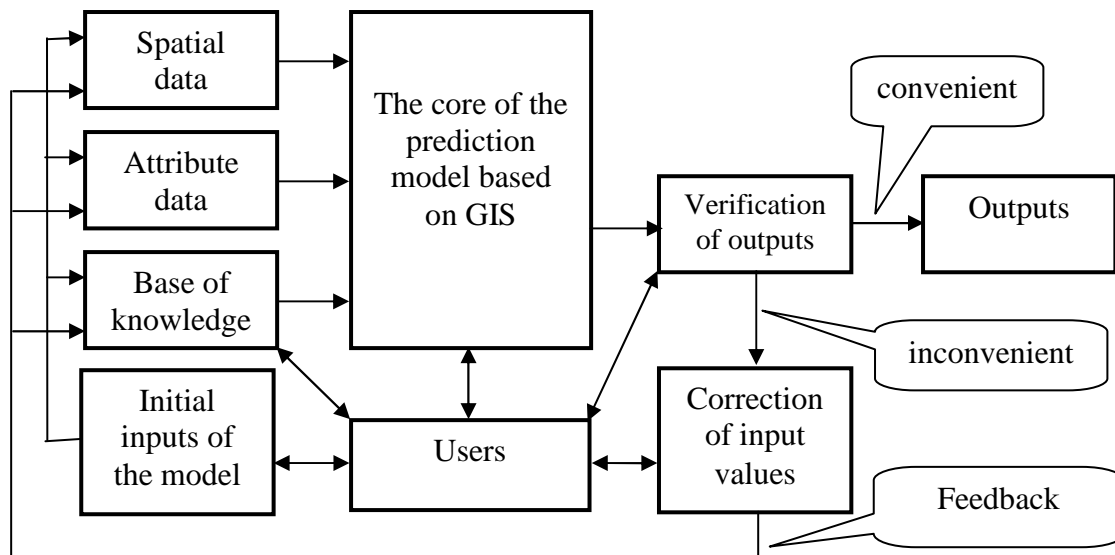 Spatial
data
Attribute
data
Base of
knowledge
Initial
inputs of
the model
The core of the
prediction
model based
on GIS
Users
Verification
of outputs
Correction
of input
values
convenient
Outputs
inconvenient
Feedback